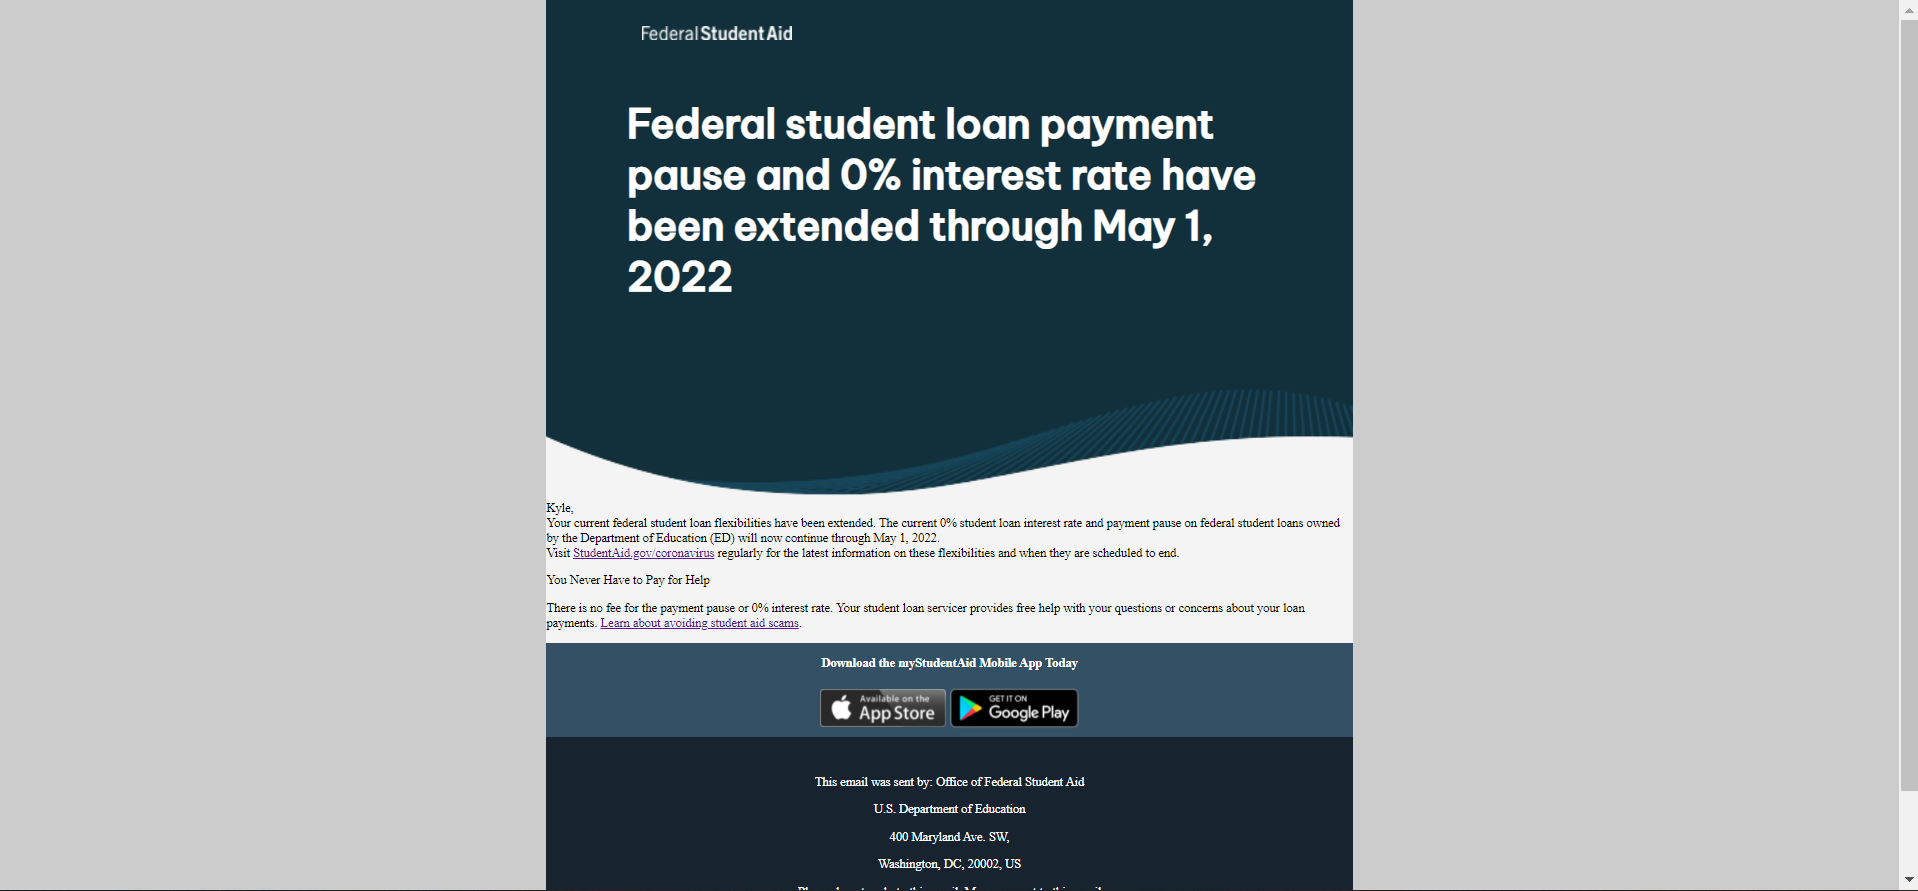 Federal Student Aid
Federal student loan payment
pause and 0% interest rate have
been extended through May 1,
2022
Kyle,
Your current federal student loan flexibilities have been extended. The current 0% student loan interest rate and payment pause on federal student loans owned
by the Department of Education (ED) will now continue through May 1, 2022.
Visit StudentAid.gov/coronavirus regularly for the latest information on these flexibilities and when they are scheduled to end.
You Never Have to Pay for Help
There is no fee for the payment pause or 0% interest rate. Your student loan servicer provides free help with your questions or concerns about your loan
payments. Learn about avoiding student aid scams.
Download the myStudentAid Mobile App Today
Available on the
App Store
GET IT ON
Google Play
This email was sent by: Office of Federal Student Aid
U.S. Department of Education
400 Maryland Ave. SW,
Washington, DC, 20002, US